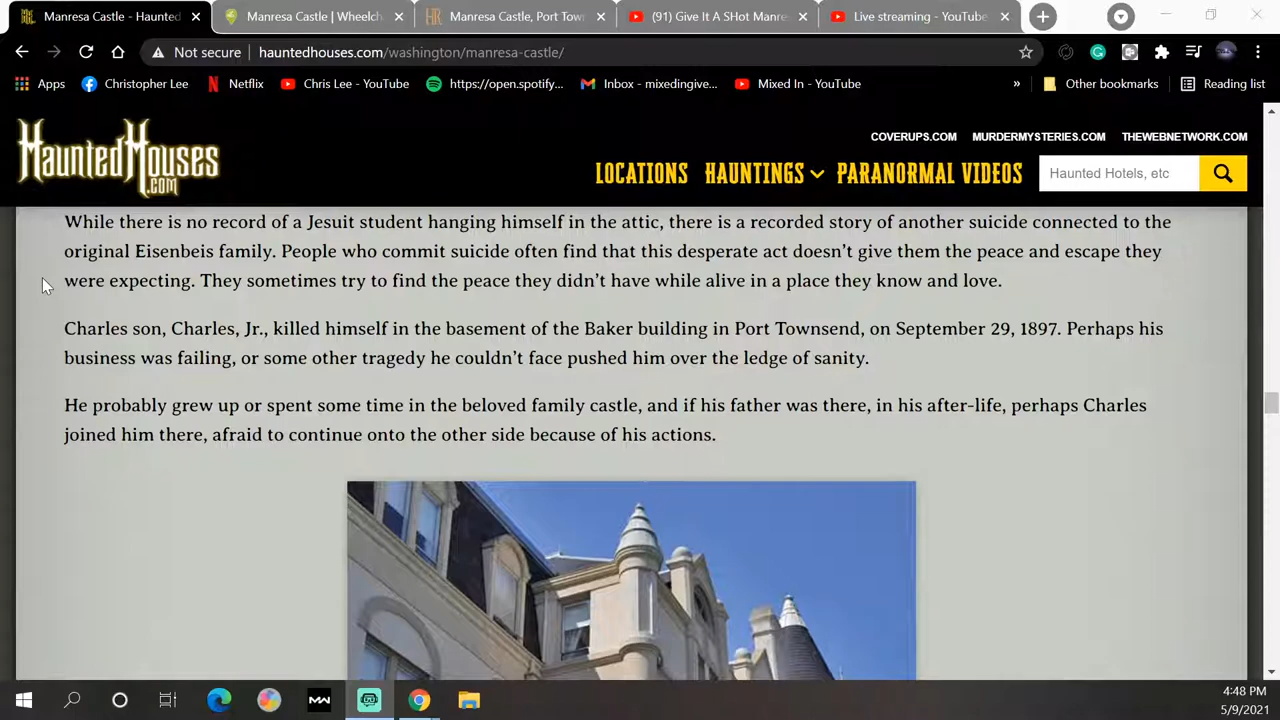 Manresa Castle - Haunted
Manresa Castle | Wheelch
Manresa Castle, Port Town
(91) Give It A SHot Manre
Live streaming - YouTube
Not secure
hauntedhouses.com/washington/manresa-castle/
Apps
Christopher Lee
Netflix
Chris Lee - YouTube
https://open.spotify...
Inbox - mixedingive...
Mixed In - YouTube
»
Other bookmarks
Reading list
HauntedHouses.com
COVERUPS.COM
MURDERMYSTERIES.COM
THEWEBNETWORK.COM
LOCATIONS
HAUNTINGS
PARANORMAL VIDEOS
Haunted Hotels, etc
While there is no record of a Jesuit student hanging himself in the attic, there is a recorded story of another suicide connected to the
original Eisenbeis family. People who commit suicide often find that this desperate act doesn’t give them the peace and escape they
were expecting. They sometimes try to find the peace they didn’t have while alive in a place they know and love.
Charles son, Charles, Jr., killed himself in the basement of the Baker building in Port Townsend, on September 29, 1897. Perhaps his
business was failing, or some other tragedy he couldn’t face pushed him over the ledge of sanity.
He probably grew up or spent some time in the beloved family castle, and if his father was there, in his after-life, perhaps Charles
joined him there, afraid to continue onto the other side because of his actions.
MW
4:48 PM
5/9/2021